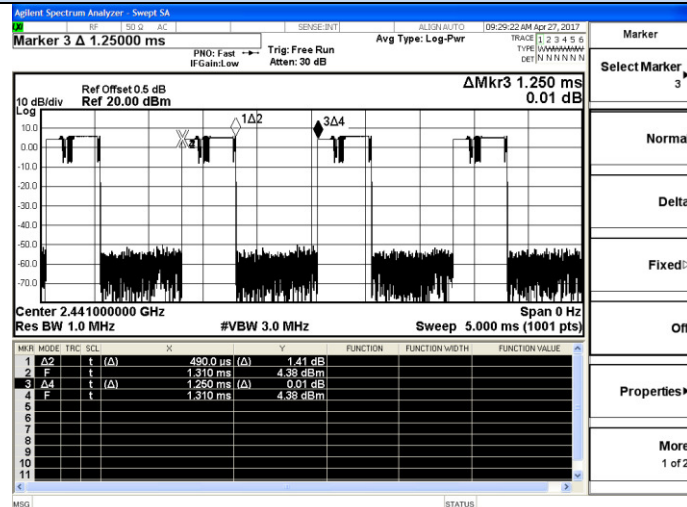 Agilent Spectrum Analyzer - Swept SA
RF 50 Ω AC SENSE:INT ALIGN AUTO 09:29:22 AM Apr 27, 2017
Marker 3 Δ 1.25000 ms
PNO: Fast
IFGain:Low
Trig: Free Run
Atten: 30 dB
Avg Type: Log-Pwr
TRACE 1 2 3 4 5 6
TYPE WWWWWW
DET N N N N N N
Ref Offset 0.5 dB
Ref 20.00 dBm
10 dB/div
Log
ΔMkr3 1.250 ms
0.01 dB
10.0
0.00
-10.0
-20.0
-30.0
-40.0
-50.0
-60.0
-70.0
1Δ2
3Δ4
Center 2.441000000 GHz Span 0 Hz
Res BW 1.0 MHz #VBW 3.0 MHz Sweep 5.000 ms (1001 pts)
MKR MODE TRC SCL X Y FUNCTION FUNCTION WIDTH FUNCTION VALUE
1 Δ2 t (Δ) 490.0 µs (Δ) 1.41 dB
2 F t 1.310 ms 4.38 dBm
3 Δ4 t (Δ) 1.250 ms (Δ) 0.01 dB
4 F t 1.310 ms 4.38 dBm
5
6
7
8
9
10
11
MSG STATUS
Marker
Select Marker
3
Norma
Delta
Fixed
Off
Properties
More
1 of 2